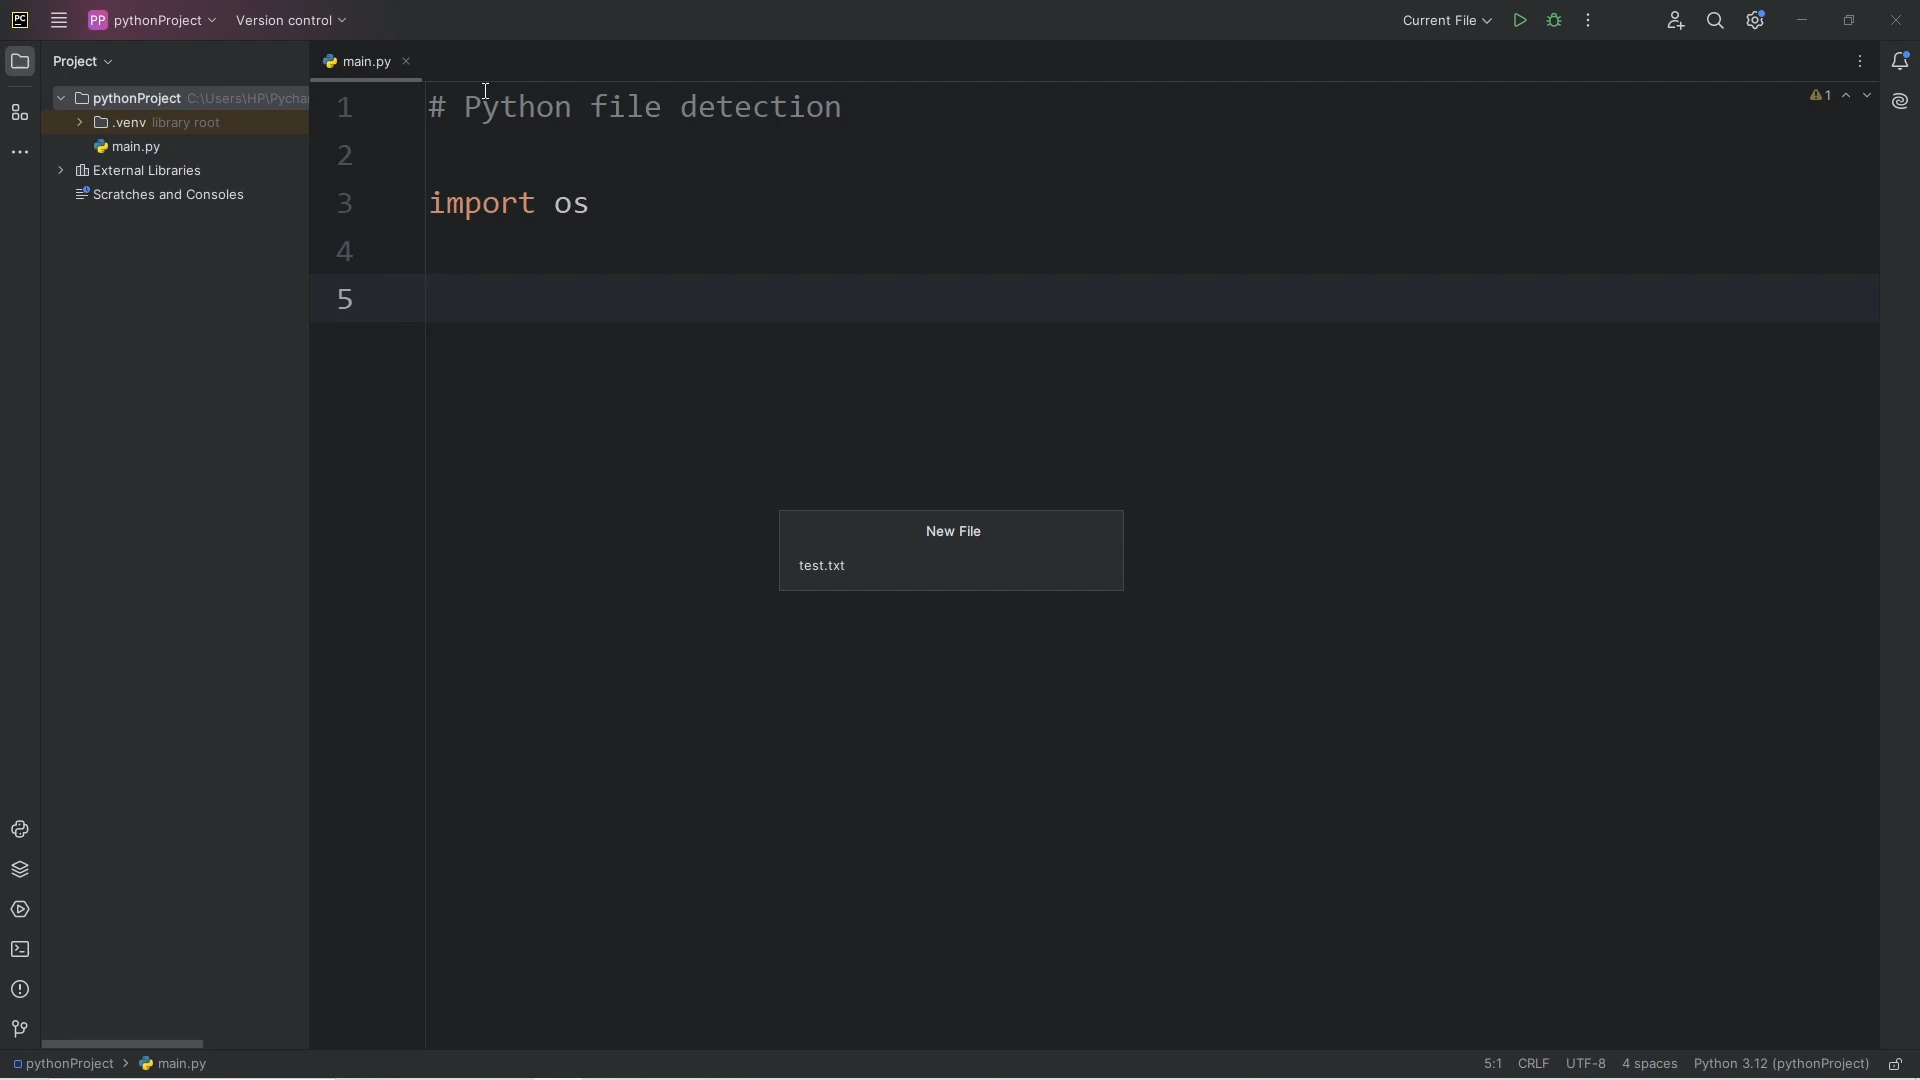 PC PP pythonProject Version control Current File
Project main.py
pythonProject C:\Users\HP\Pychar
.venv library root
main.py
External Libraries
Scratches and Consoles
1 # Python file detection
1
2
3 import os
4
5
New File
test.txt
pythonProject > main.py 5:1 CRLF UTF-8 4 spaces Python 3.12 (pythonProject)